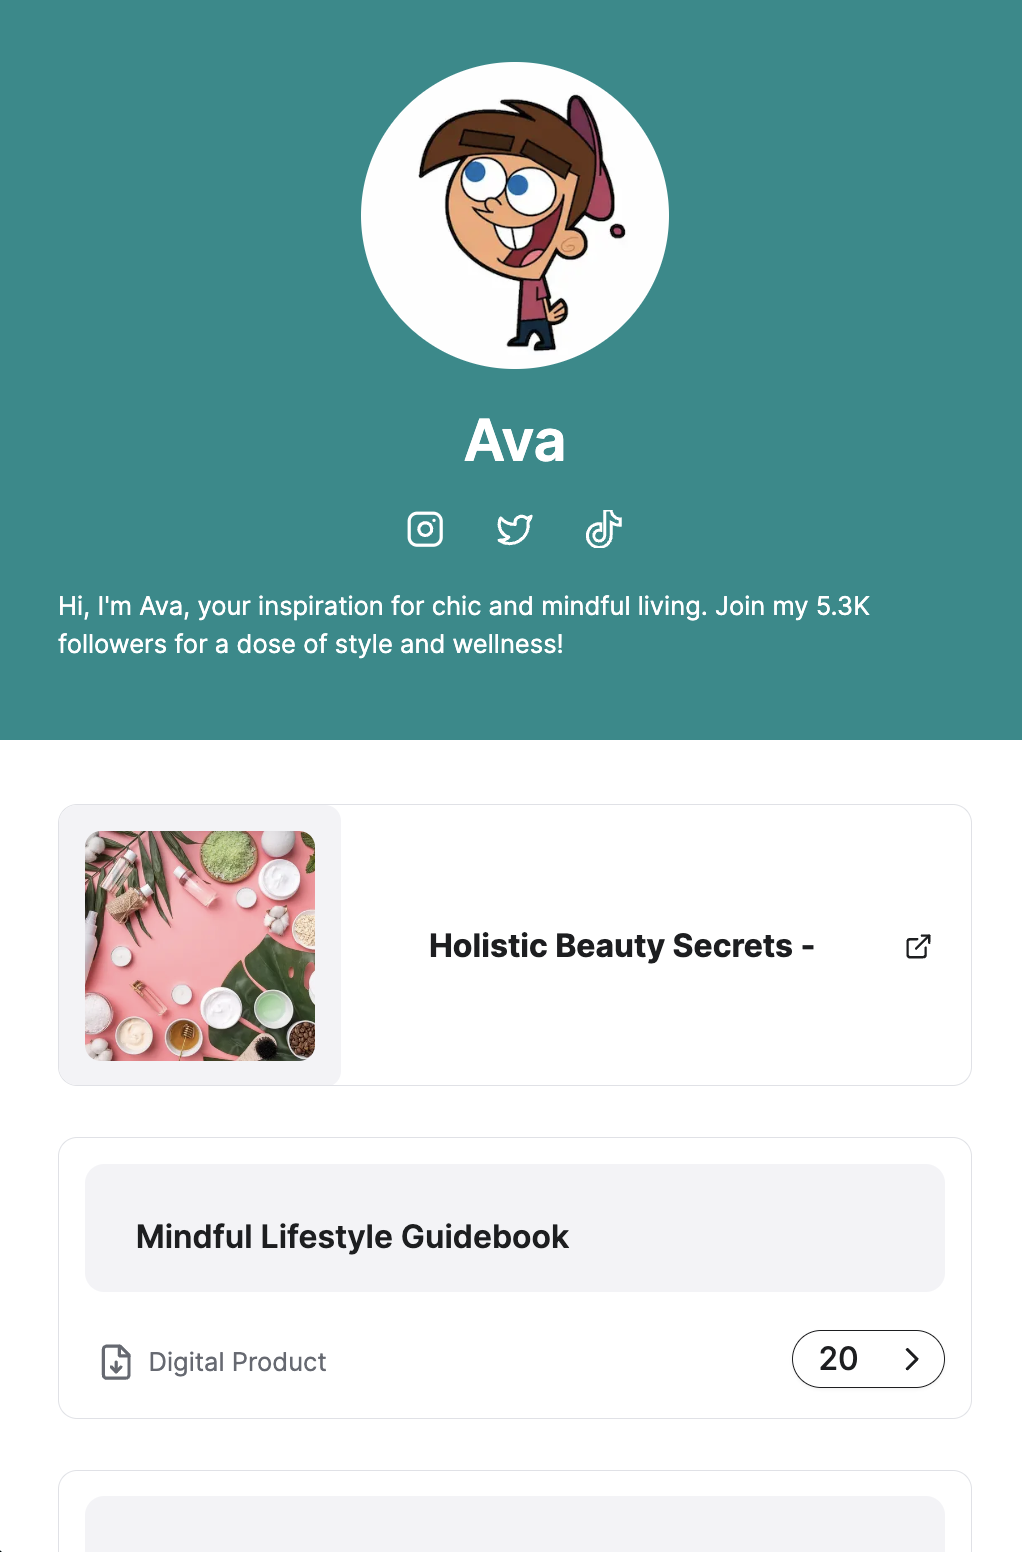 Ava
Hi, I'm Ava, your inspiration for chic and mindful living. Join my 5.3K
followers for a dose of style and wellness!
Holistic Beauty Secrets -
Mindful Lifestyle Guidebook
Digital Product
20